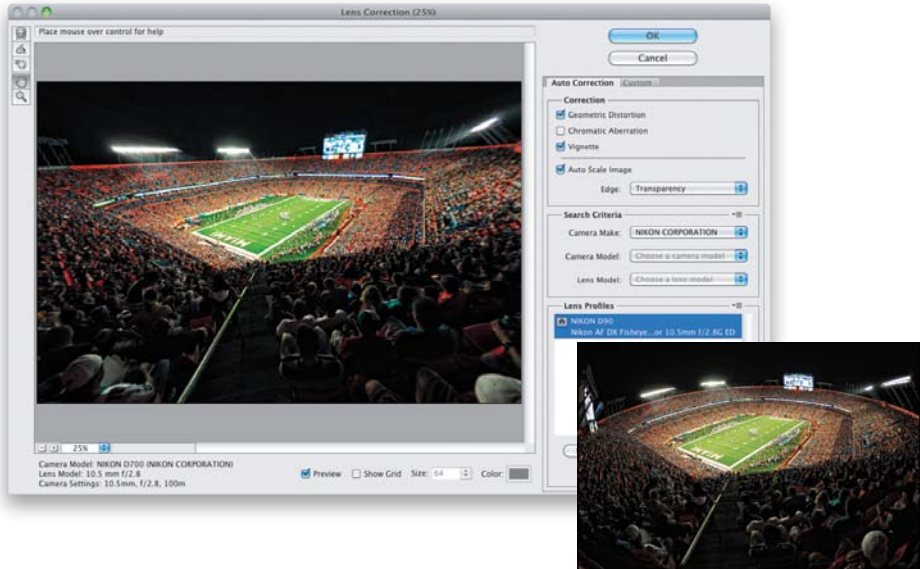 Lens Correction (25%)
Place mouse over control for help
OK
Cancel
Auto Correction Custom
Correction
Geometric Distortion
Chromatic Aberration
Vignette
Auto Scale Image
Edge: Transparency
Search Criteria
Camera Make: NIKON CORPORATION
Camera Model: Choose a camera model
Lens Model: Choose a lens model
Lens Profiles
NIKON D90
Nikon AF DX Fisheye...or 10.5mm f/2.8G ED
25%
Camera Model: NIKON D700 (NIKON CORPORATION)
Lens Model: 10.5 mm f/2.8
Camera Settings: 10.5mm, f/2.8, 100m
Preview Show Grid Size: 64 Color: